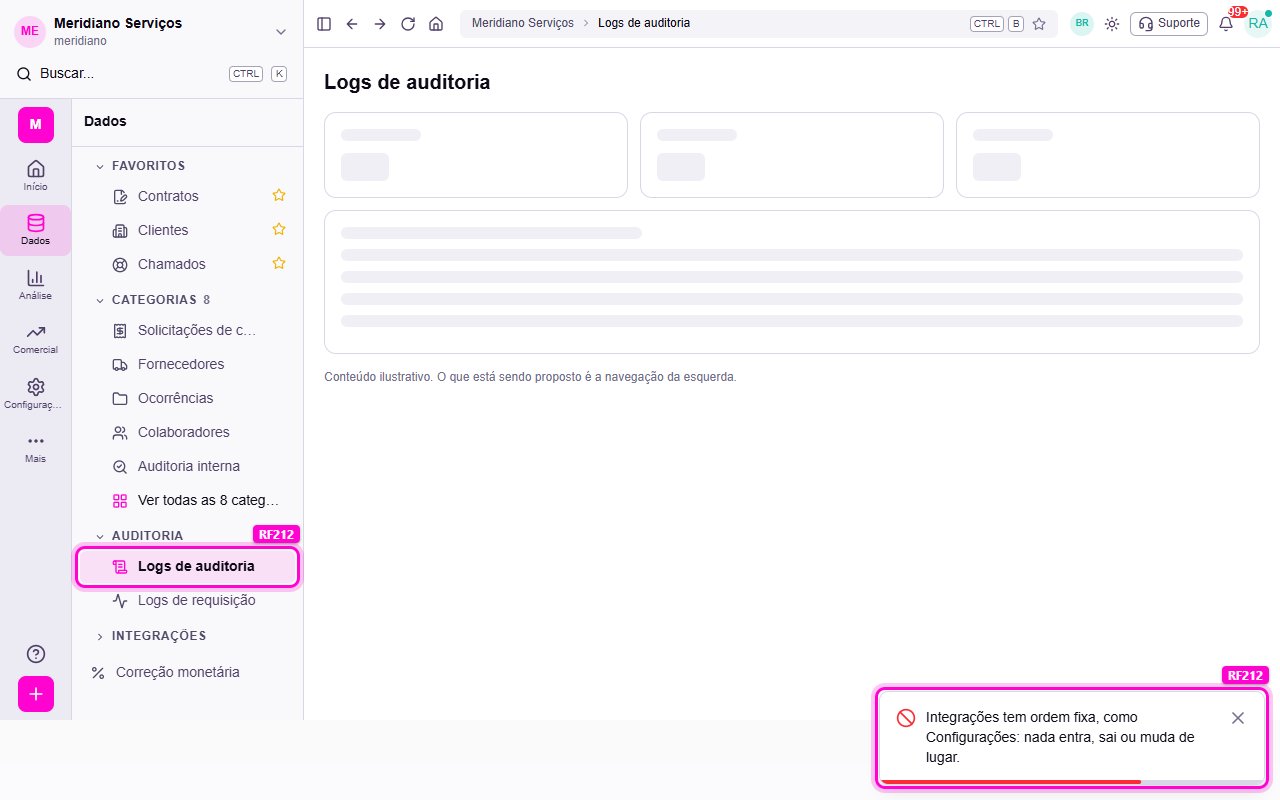 ME
Meridiano Serviços
meridiano
Buscar...
CTRL
K
Meridiano Serviços
Logs de auditoria
CTRL
B
BR
Suporte
99+
RA
M
Início
Dados
Análise
Comercial
Configuraç...
Mais
Dados
FAVORITOS
Contratos
Clientes
Chamados
CATEGORIAS 8
Solicitações de c...
Fornecedores
Ocorrências
Colaboradores
Auditoria interna
Ver todas as 8 categ...
AUDITORIA
RF212
Logs de auditoria
Logs de requisição
INTEGRAÇÕES
Correção monetária
Logs de auditoria
Conteúdo ilustrativo. O que está sendo proposto é a navegação da esquerda.
RF212
Integrações tem ordem fixa, como
Configurações: nada entra, sai ou muda de
lugar.